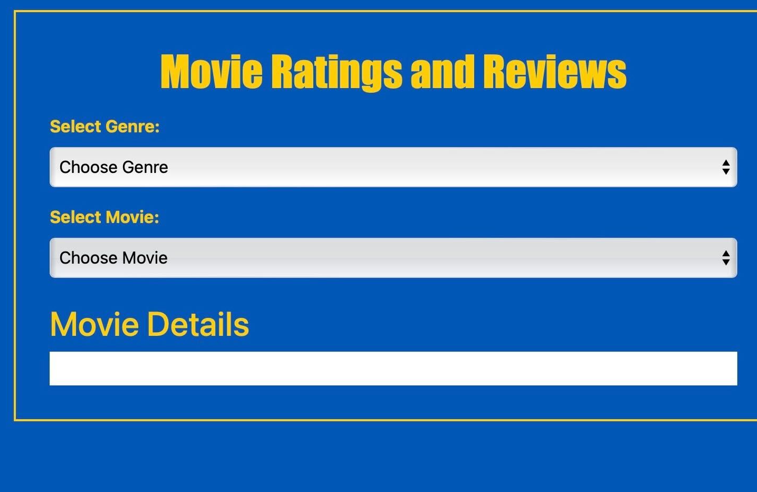 Movie Ratings and Reviews
Select Genre:
Choose Genre
Select Movie:
Choose Movie
Movie Details